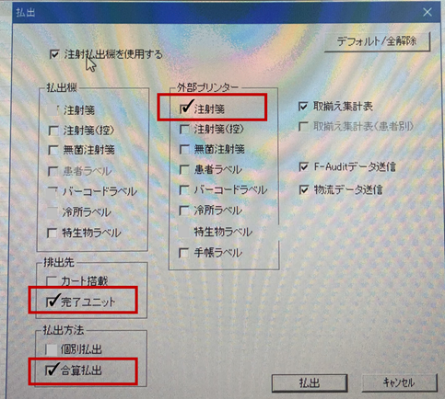 払出
注射払出機を使用する
デフォルト/全解除
払出機
注射箋
注射箋(控)
無菌注射箋
患者ラベル
バーコードラベル
冷所ラベル
特生物ラベル
外部プリンター
注射箋
注射箋(控)
無菌注射箋
患者ラベル
バーコードラベル
冷所ラベル
特生物ラベル
手帳ラベル
取揃え集計表
取揃え集計表(患者別)
F-Auditデータ送信
物流データ送信
排出先
カート搭載
完了ユニット
払出方法
個別払出
合算払出
払出
キャンセル